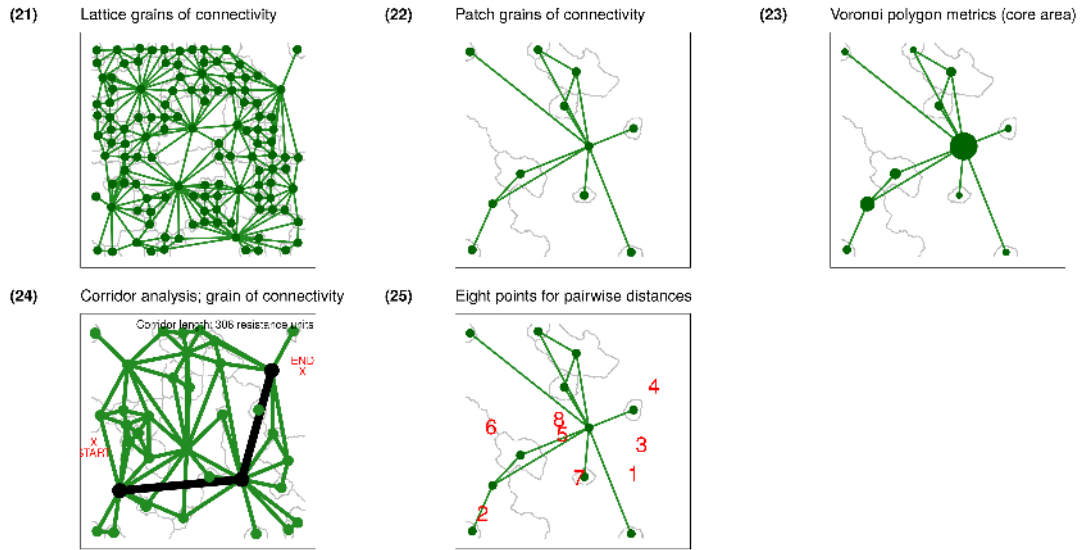 (21) Lattice grains of connectivity
(22) Patch grains of connectivity
(23) Voronoi polygon metrics (core area)
(24) Corridor analysis; grain of connectivity
Corridor length: 306 resistance units
END
X
X
START
(25) Eight points for pairwise distances
4
8
6
5
3
7
1
2